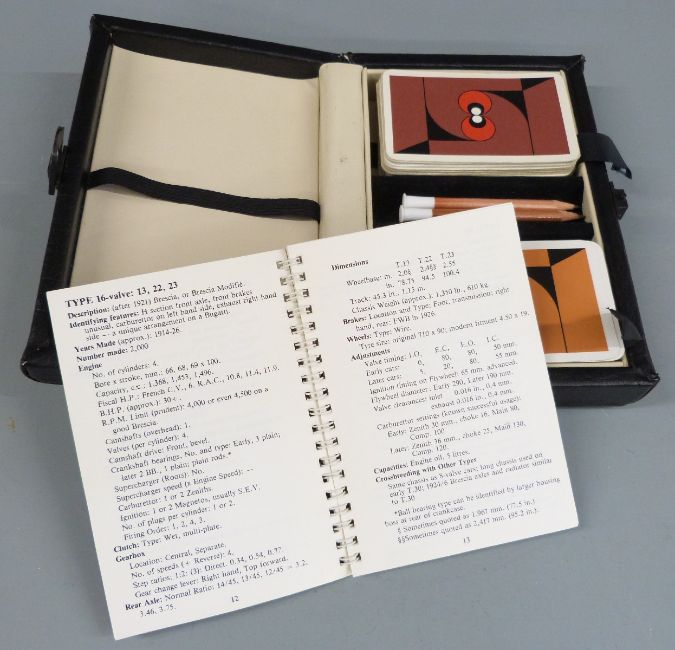 TYPE 16-valve: 13, 22, 23
Description: (after 1921) Brescia, or Brescia Modifié.
Identifying features: H section front axle, front brakes
unusual, carburettor on left hand side, exhaust right hand
side – a unique arrangement on a Bugatti.
Years Made (approx.): 1914-26.
Number made: 2,000
Engine
No. of cylinders: 4.
Bore x stroke, mm.: 66, 68, 69 x 100.
Capacity, c.c.: 1,368, 1,453, 1,496.
Fiscal H.P.: French C.V., 6. R.A.C., 10.8, 11.4, 11.9.
B.H.P. (approx.): 30+.
R.P.M. Limit (prudent): 4,000 or even 4,500 on a
good Brescia.
Camshafts (overhead): 1.
Valves (per cylinder): 4.
Camshaft drive: Front, bevel.
Crankshaft bearings, No. and type: Early, 3 plain;
later 2 BB., 1 plain; plain rods.*
Supercharger (Roots): No.
Supercharger speed (x Engine Speed): –.
Carburettor: 1 or 2 Zeniths.
Ignition: 1 or 2 Magnetos, usually S.E.V.
No. of plugs per cylinder: 1 or 2.
Firing Order: 1, 2, 4, 3.
Clutch: Type: Wet, multi-plate.
Gearbox
Location: Central, Separate.
No. of speeds (+ Reverse): 4.
Step ratios: 1:2: (3): Direct. 0.34, 0.54, 0.77.
Gear change lever: Right hand, Top forward.
Rear Axle: Normal Ratio: 14/45, 13/45, 12/45 = 3.2,
3.46, 3.75.
12
Dimensions
T.13 T.22 T.23
Wheelbase: m. 2.0§ 2.4§§ 2.55
in. 78.75 94.5 100.4
Track: 45.3 in., 1.15 m.
Chassis Weight (approx.): 1,350 lb., 610 kg.
Brakes: Location and Type: Foot, transmission; right
hand, rear; FWB in 1926.
Wheels: Type: Wire.
Tyre size: original 710 x 90; modern fitment 4.50 x 19.
Adjustments
Valve timing: I.O. E.C. E.O. I.C.
Early cars: 0, 80, 80, 50 mm.
Later cars: 5, 20, 85, 55 mm.
Ignition timing on Flywheel: 65 mm. advanced.
Flywheel diameter: Early 290, Later 190 mm.
Valve clearances: inlet 0.016 in., 0.4 mm.
exhaust 0.016 in., 0.4 mm.
Carburettor settings (known successful usage):
Early: Zenith 30 mm., choke 16, Main 80,
Comp. 100
Later: Zenith 36 mm., choke 25, Main 130,
Comp. 120.
Capacities: Engine oil, 5 litres.
Crossbreeding with Other Types
Same chassis as 8-valve cars; long chassis used on
early T.30; 1924/6 Brescia axles and radiator similar
to T.30
*Ball bearing type can be identified by larger housing
boss at rear of crankcase.
§ Sometimes quoted as 1,967 mm. (77.5 in.)
§§Sometimes quoted as 2,417 mm. (95.2 in.)
13